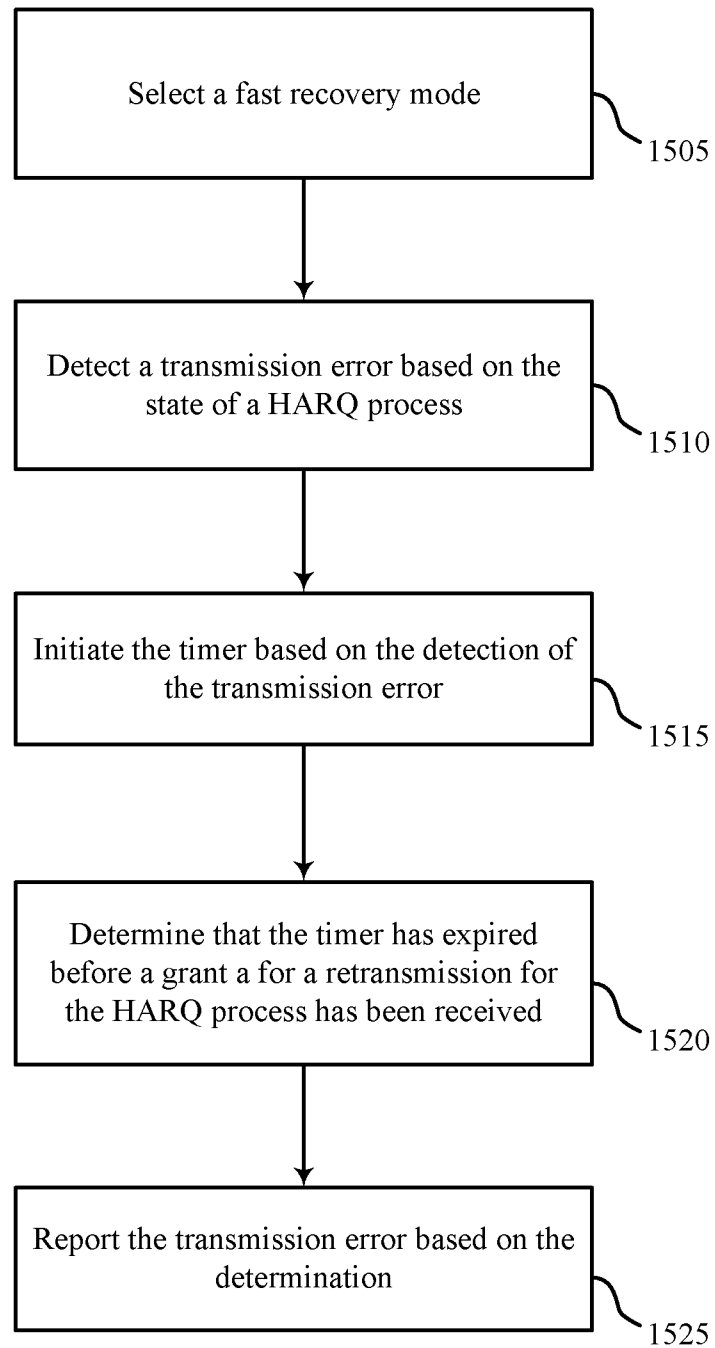 Select a fast recovery mode
1505
Detect a transmission error based on the
state of a HARQ process
1510
Initiate the timer based on the detection of
the transmission error
1515
Determine that the timer has expired
before a grant a for a retransmission for
the HARQ process has been received
1520
Report the transmission error based on the
determination
1525